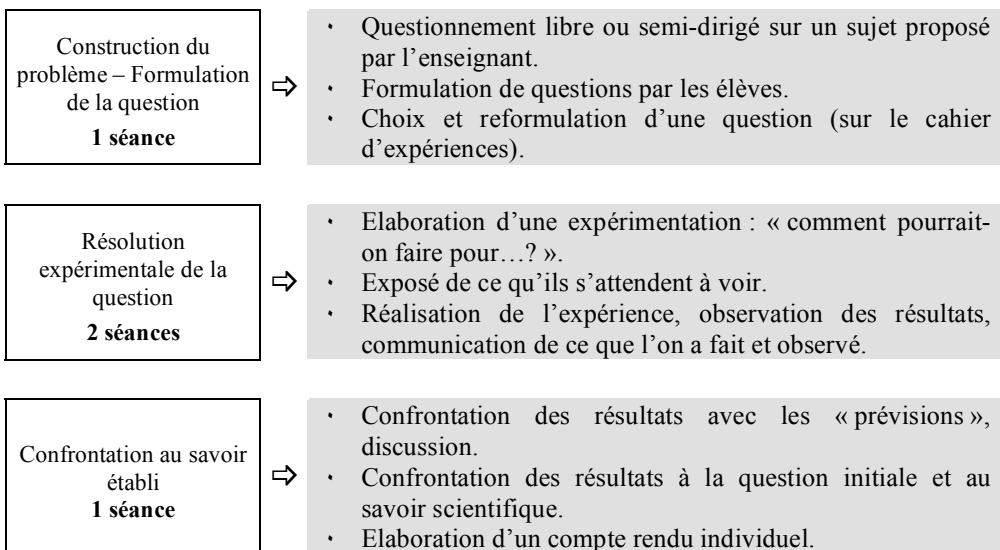 Construction du
problème – Formulation
de la question
1 séance
⇨
· Questionnement libre ou semi-dirigé sur un sujet proposé
par l’enseignant.
· Formulation de questions par les élèves.
· Choix et reformulation d’une question (sur le cahier
d’expériences).
Résolution
expérimentale de la
question
2 séances
⇨
· Elaboration d’une expérimentation : « comment pourrait-
on faire pour…? ».
· Exposé de ce qu’ils s’attendent à voir.
· Réalisation de l’expérience, observation des résultats,
communication de ce que l’on a fait et observé.
Confrontation au savoir
établi
1 séance
⇨
· Confrontation des résultats avec les « prévisions »,
discussion.
· Confrontation des résultats à la question initiale et au
savoir scientifique.
· Elaboration d’un compte rendu individuel.